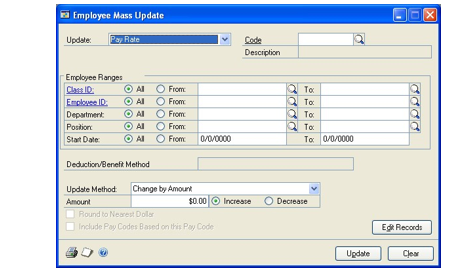 Employee Mass Update
Update: Pay Rate Code
Description
Employee Ranges
Class ID: All From: To:
Employee ID: All From: To:
Department: All From: To:
Position: All From: To:
Start Date: All From: 0/0/0000 To: 0/0/0000
Deduction/Benefit Method
Update Method: Change by Amount
Amount $0.00 Increase Decrease
Round to Nearest Dollar
Include Pay Codes Based on this Pay Code
Edit Records
Update Clear